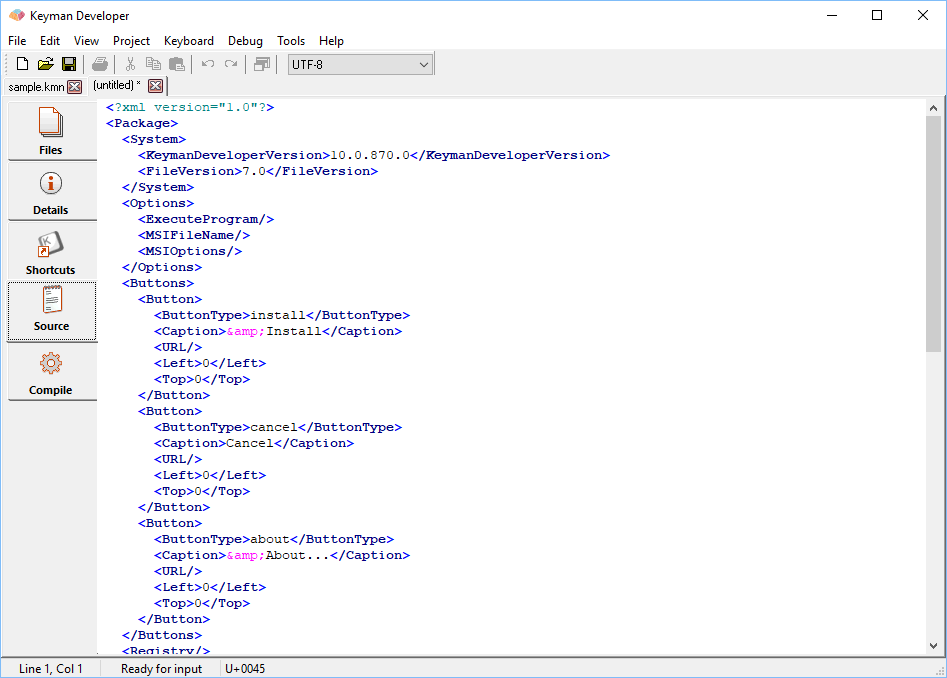 Keyman Developer
File Edit View Project Keyboard Debug Tools Help
UTF-8
sample.kmn (untitled) *
Files
Details
Shortcuts
Source
Compile
<?xml version="1.0"?>
<Package>
<System>
<KeymanDeveloperVersion>10.0.870.0</KeymanDeveloperVersion>
<FileVersion>7.0</FileVersion>
</System>
<Options>
<ExecuteProgram/>
<MSIFileName/>
<MSIOptions/>
</Options>
<Buttons>
<Button>
<ButtonType>install</ButtonType>
<Caption>&amp;Install</Caption>
<URL/>
<Left>0</Left>
<Top>0</Top>
</Button>
<Button>
<ButtonType>cancel</ButtonType>
<Caption>Cancel</Caption>
<URL/>
<Left>0</Left>
<Top>0</Top>
</Button>
<Button>
<ButtonType>about</ButtonType>
<Caption>&amp;About...</Caption>
<URL/>
<Left>0</Left>
<Top>0</Top>
</Button>
</Buttons>
<Registry/>
Line 1, Col 1 Ready for input U+0045